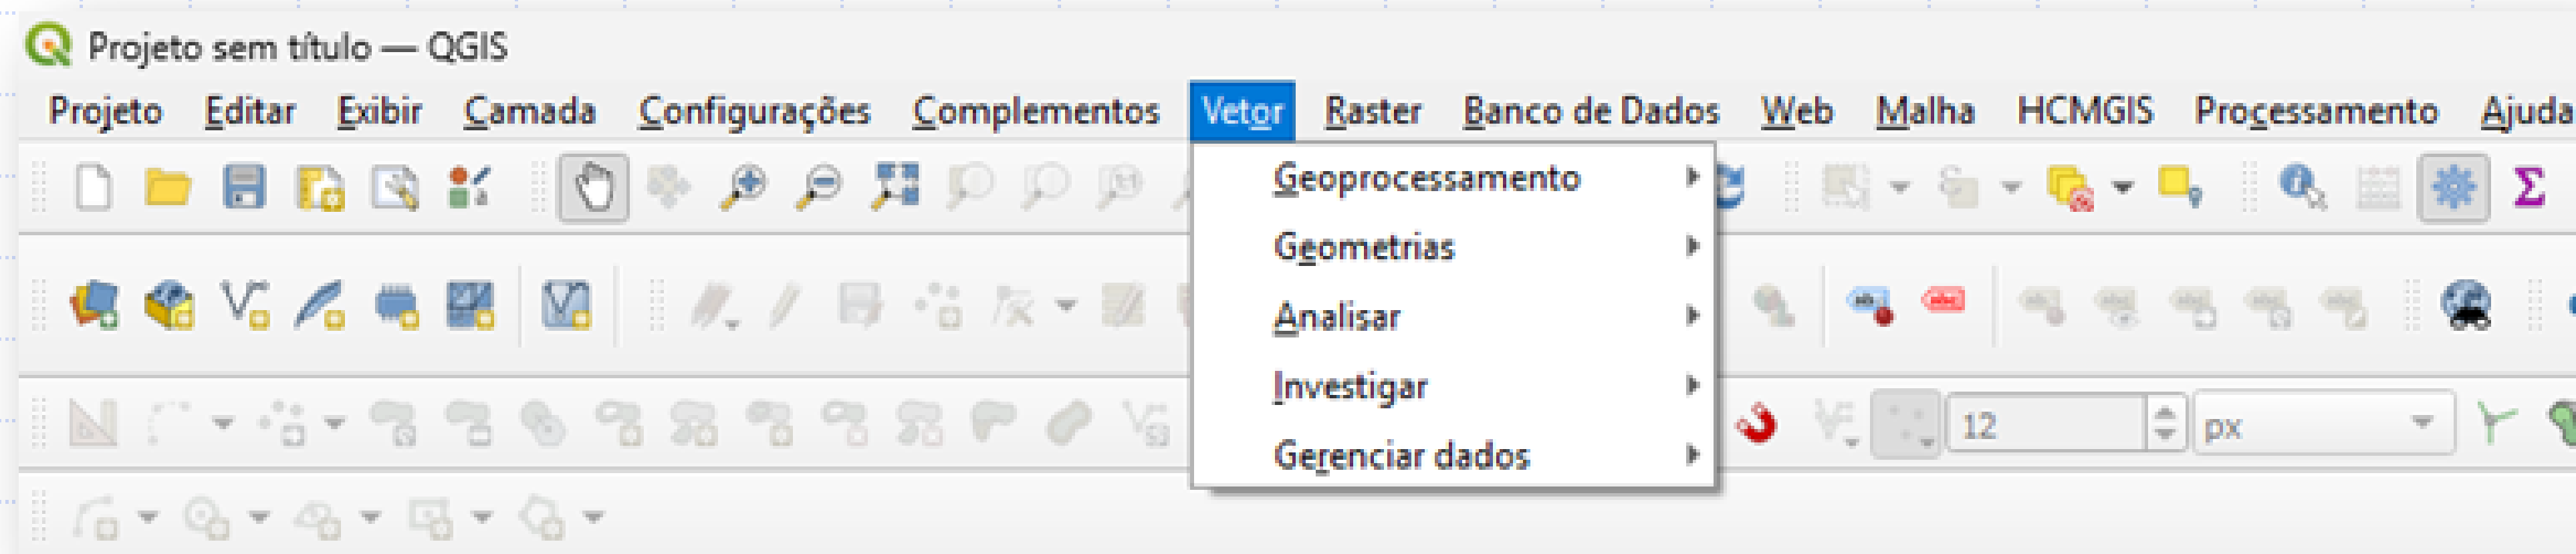 Projeto sem título — QGIS
Projeto Editar Exibir Camada Configurações Complementos Vetor Raster Banco de Dados Web Malha HCMGIS Processamento Ajuda
Geoprocessamento
Geometrias
Analisar
Investigar
Gerenciar dados
12 px